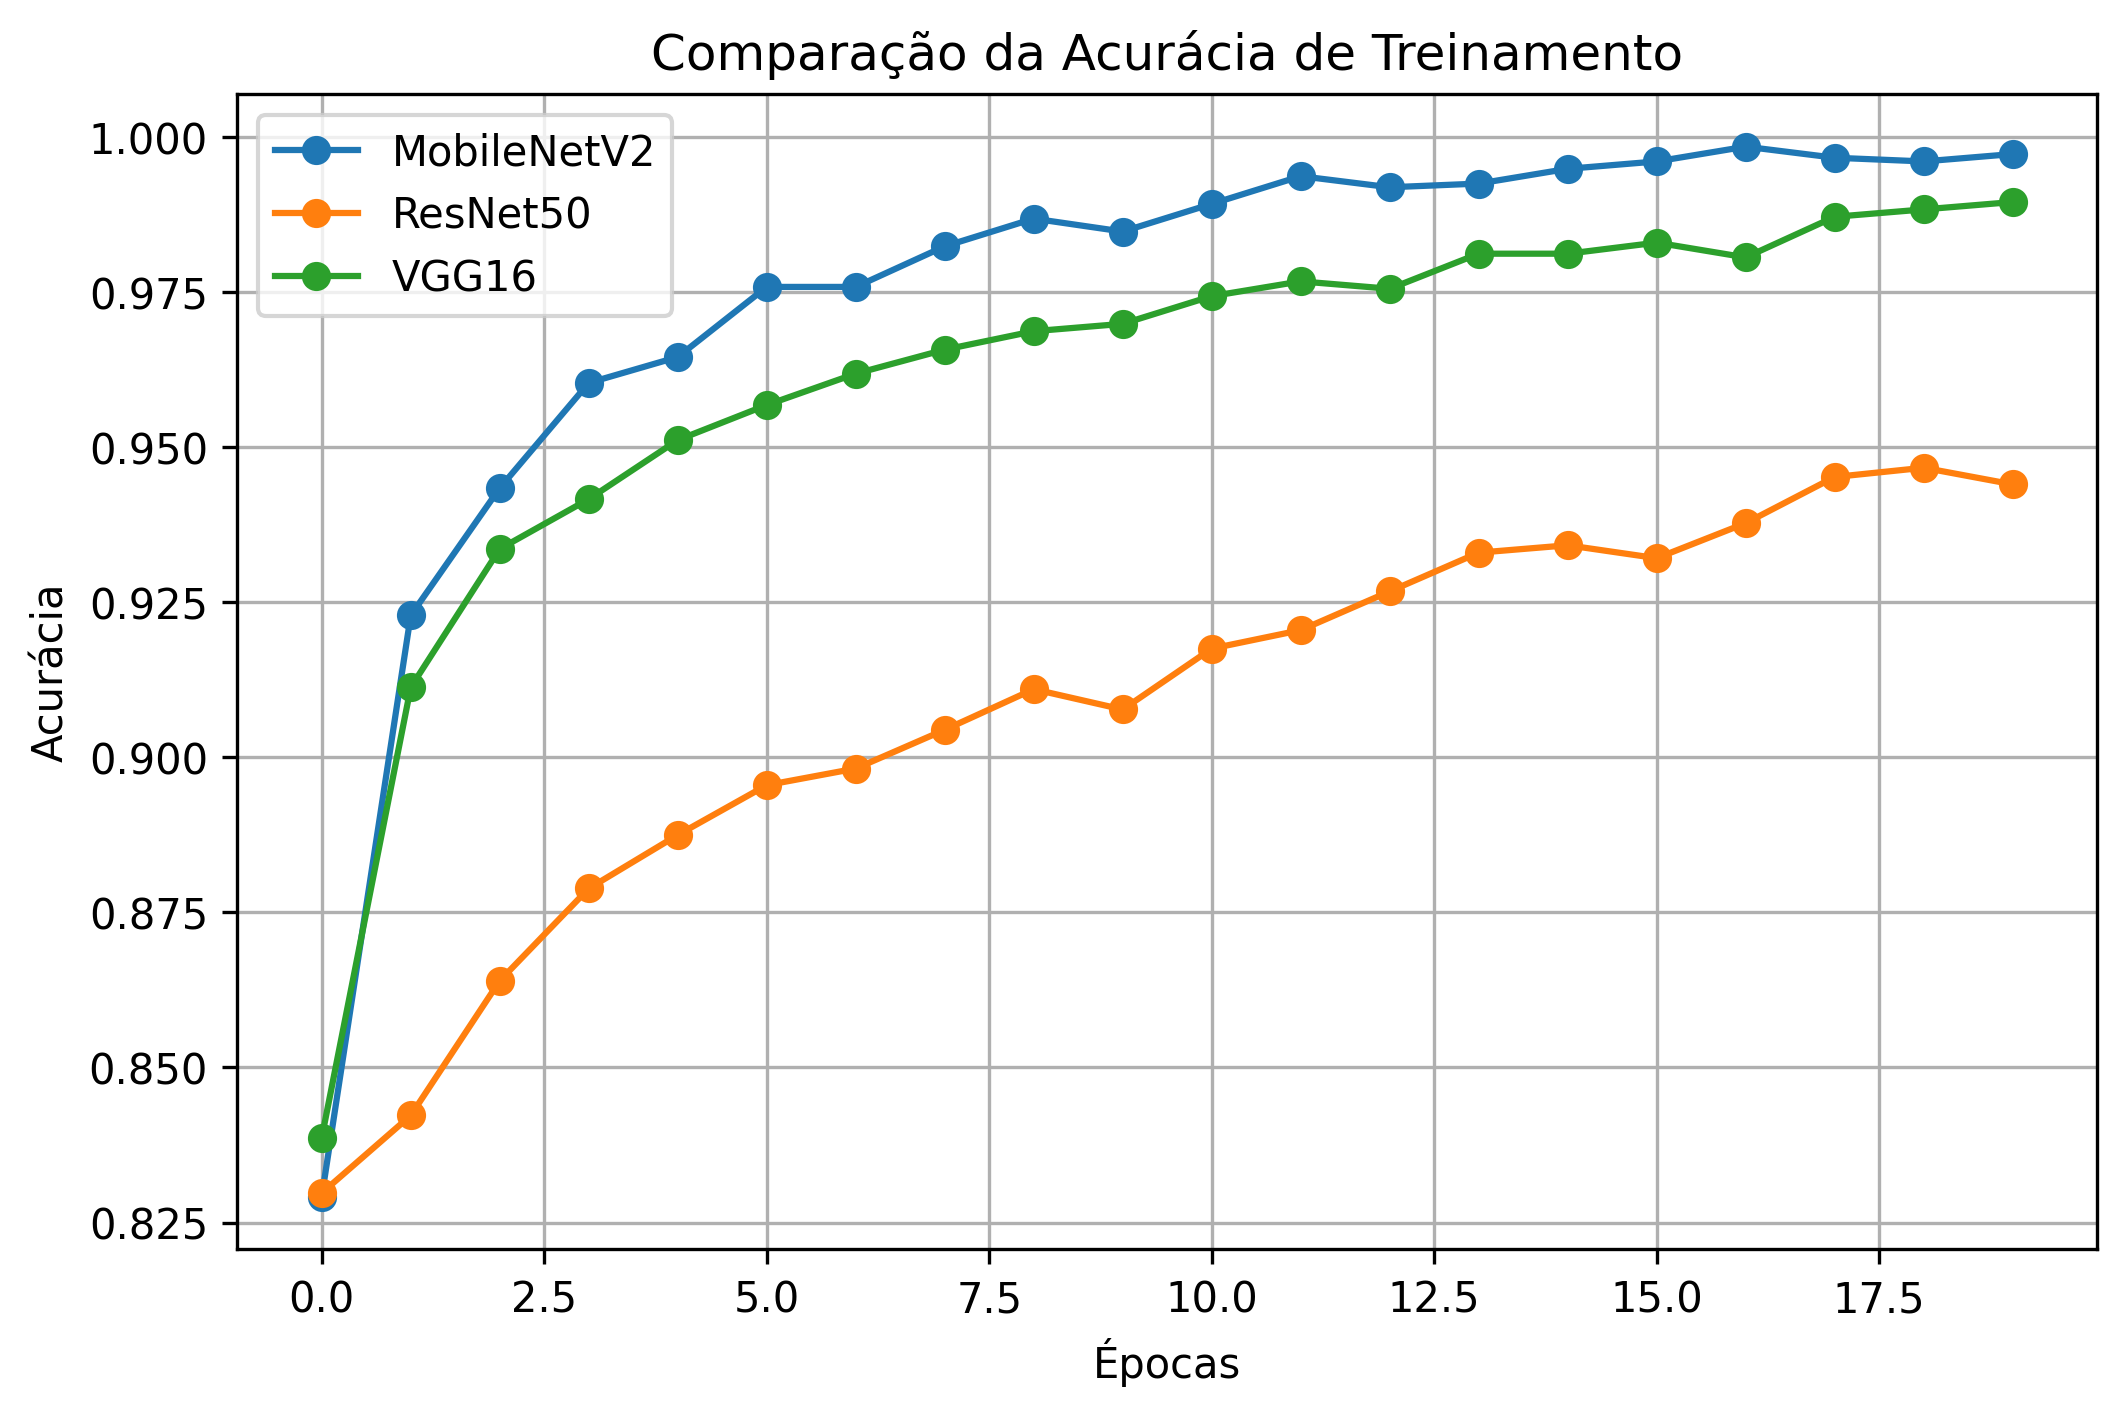 Comparação da Acurácia de Treinamento
MobileNetV2
ResNet50
VGG16
Acurácia
1.000
0.975
0.950
0.925
0.900
0.875
0.850
0.825
0.0 2.5 5.0 7.5 10.0 12.5 15.0 17.5
Épocas